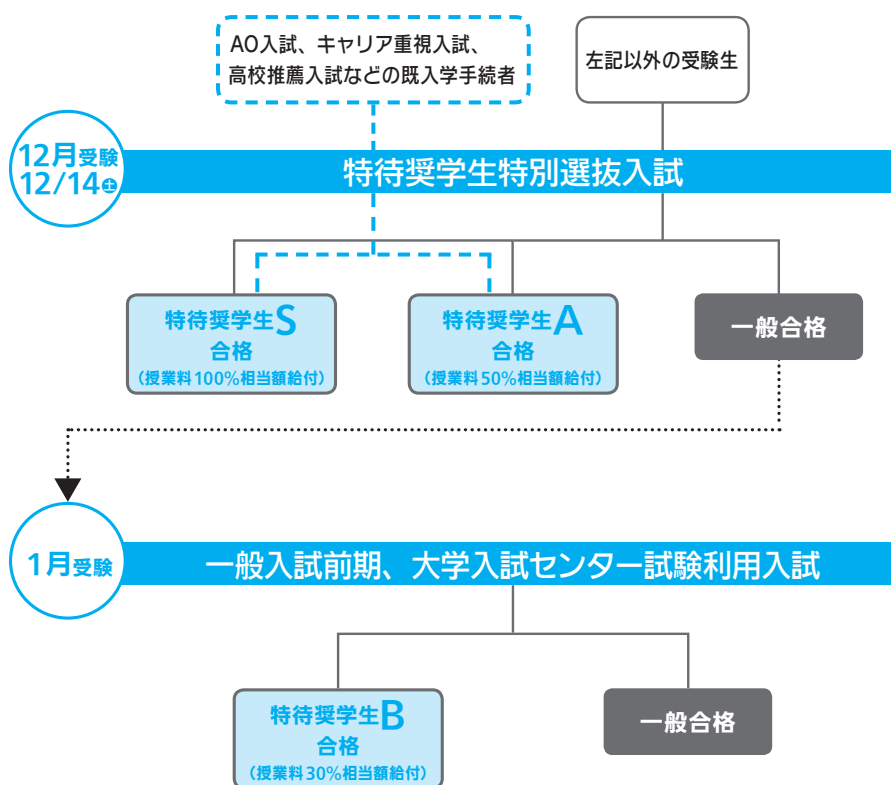 AO入試、キャリア重視入試、
高校推薦入試などの既入学手続者
左記以外の受験生
12月受験
12/14㊏
特待奨学生特別選抜入試
特待奨学生S
合格
（授業料100%相当額給付）
特待奨学生A
合格
（授業料50%相当額給付）
一般合格
1月受験
一般入試前期、大学入試センター試験利用入試
特待奨学生B
合格
（授業料30%相当額給付）
一般合格